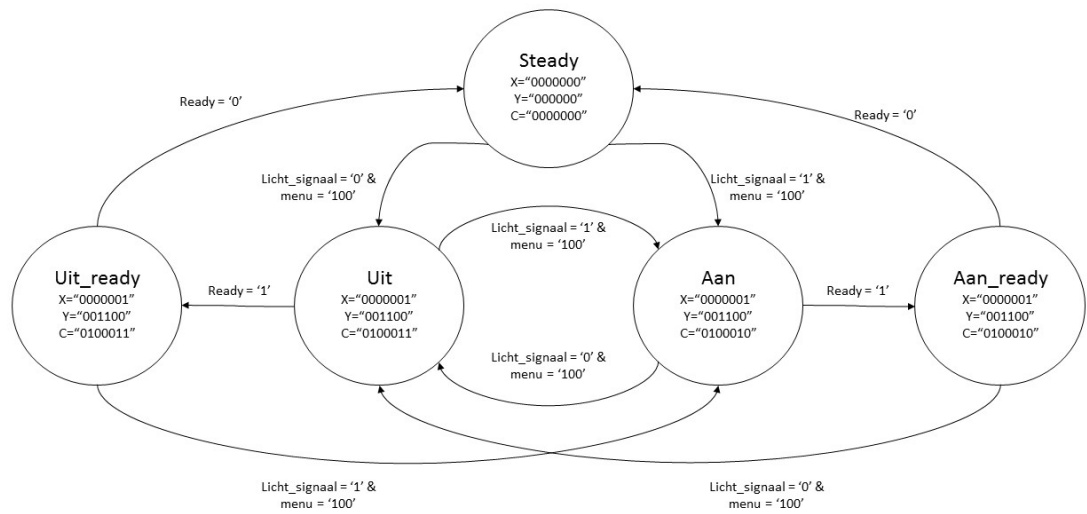 Steady
X=“0000000”
Y=“000000”
C=“0000000”
Ready = ‘0’
Ready = ‘0’
Licht_signaal = ‘0’ &
menu = ‘100’
Licht_signaal = ‘1’ &
menu = ‘100’
Licht_signaal = ‘1’ &
menu = ‘100’
Uit_ready
X=“0000001”
Y=“001100”
C=“0100011”
Ready = ‘1’
Uit
X=“0000001”
Y=“001100”
C=“0100011”
Aan
X=“0000001”
Y=“001100”
C=“0100010”
Ready = ‘1’
Aan_ready
X=“0000001”
Y=“001100”
C=“0100010”
Licht_signaal = ‘0’ &
menu = ‘100’
Licht_signaal = ‘1’ &
menu = ‘100’
Licht_signaal = ‘0’ &
menu = ‘100’